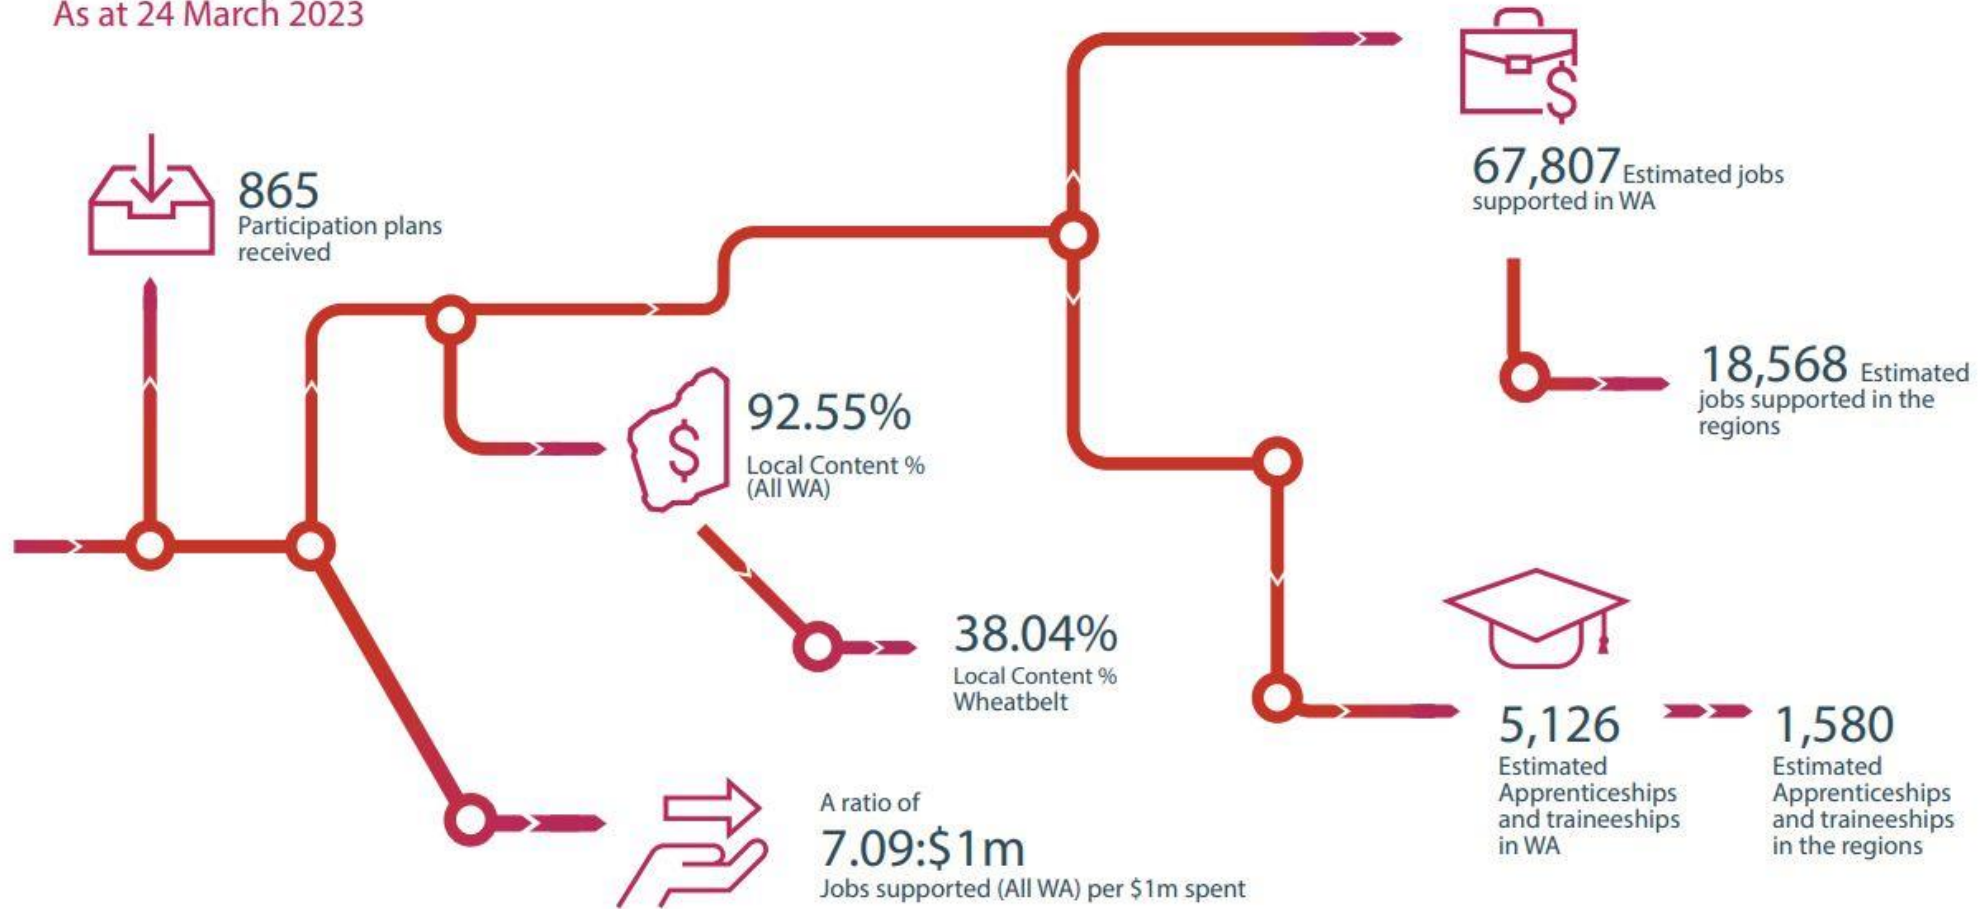 As at 24 March 2023
865
Participation plans
received
67,807 Estimated jobs
supported in WA
18,568 Estimated
jobs supported in the
regions
$
92.55%
Local Content %
(All WA)
38.04%
Local Content %
Wheatbelt
5,126
Estimated
Apprenticeships
and traineeships
in WA
1,580
Estimated
Apprenticeships
and traineeships
in the regions
A ratio of
7.09:$1m
Jobs supported (All WA) per $1m spent